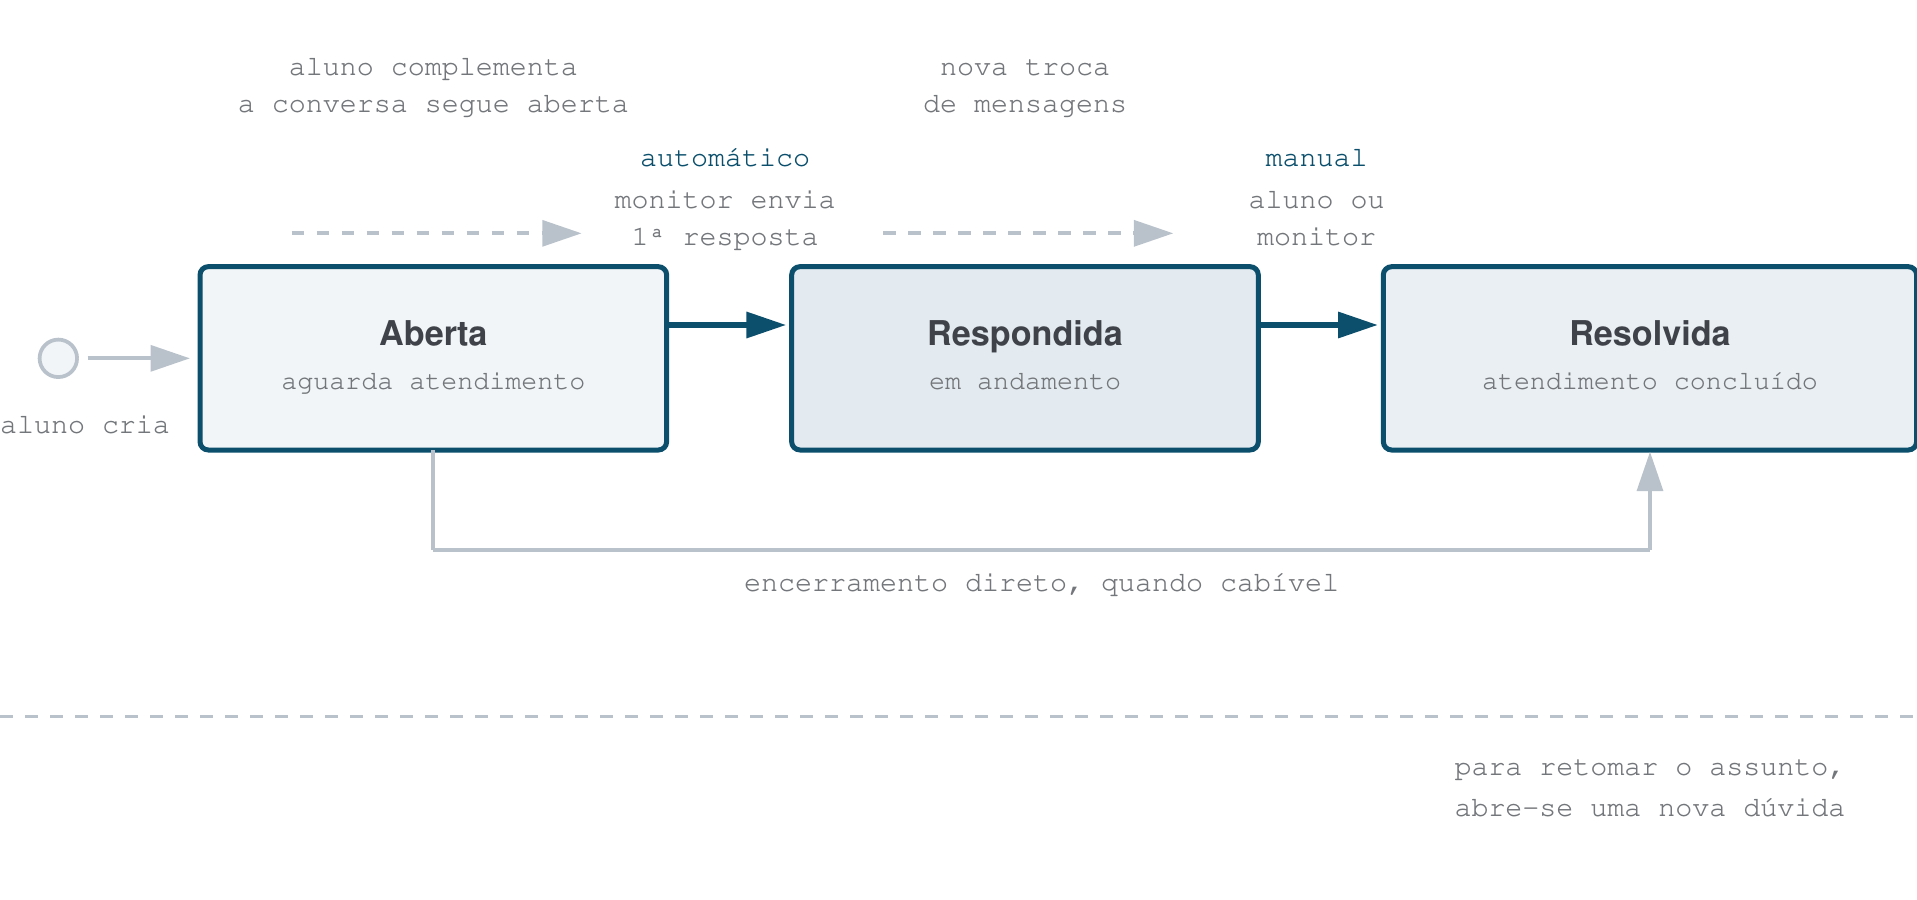 aluno complementa
a conversa segue aberta
nova troca
de mensagens
automático
monitor envia
1ª resposta
manual
aluno ou
monitor
Aberta
aguarda atendimento
Respondida
em andamento
Resolvida
atendimento concluído
aluno cria
encerramento direto, quando cabível
para retomar o assunto,
abre-se uma nova dúvida